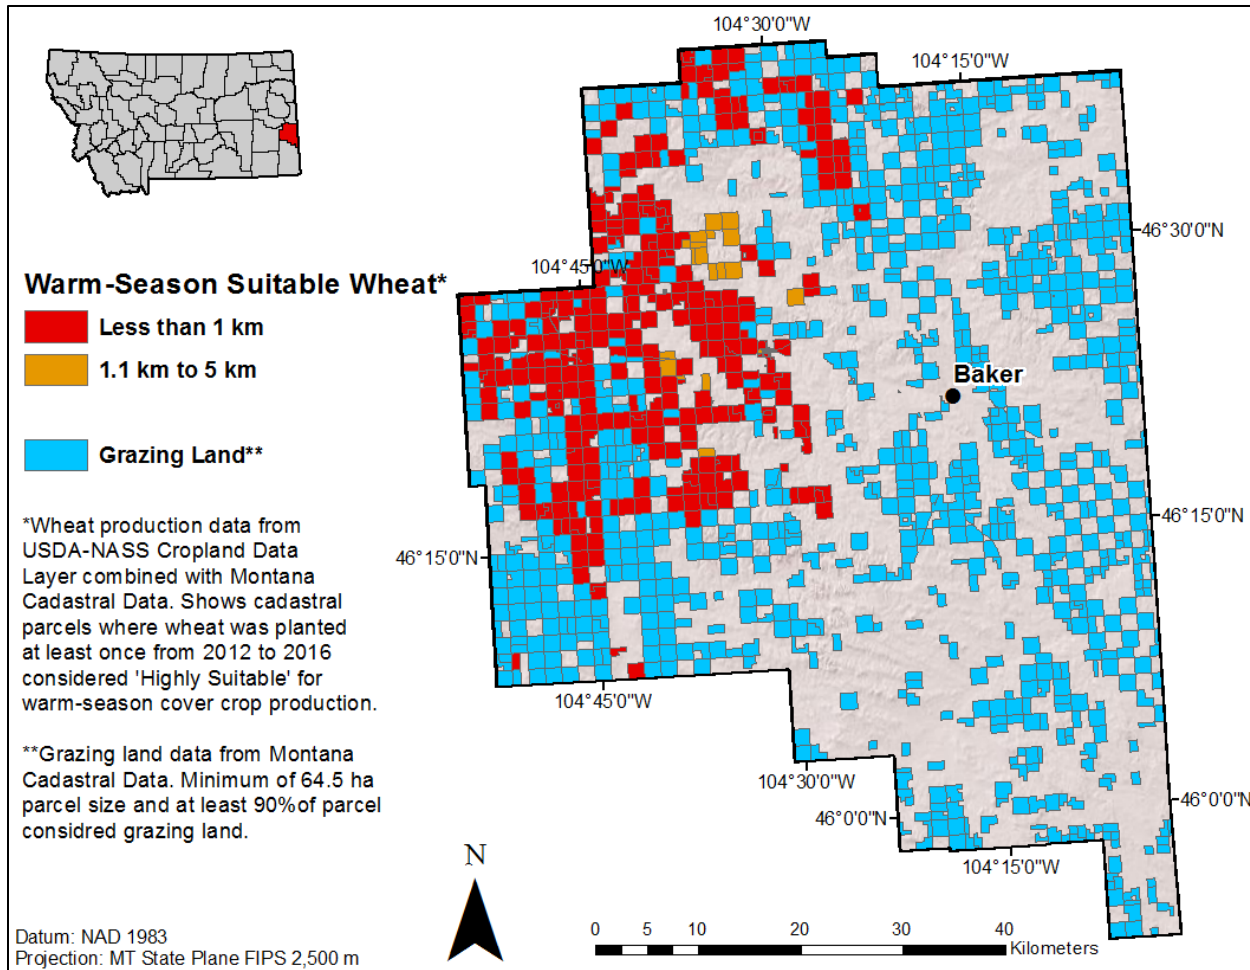 104°30'0"W
104°15'0"W
46°30'0"N
104°45'0"W
Warm-Season Suitable Wheat*
Less than 1 km
1.1 km to 5 km
Baker
Grazing Land**
*Wheat production data from
USDA-NASS Cropland Data
Layer combined with Montana
Cadastral Data. Shows cadastral
parcels where wheat was planted
at least once from 2012 to 2016
considered 'Highly Suitable' for
warm-season cover crop production.
46°15'0"N
46°15'0"N
104°45'0"W
**Grazing land data from Montana
Cadastral Data. Minimum of 64.5 ha
parcel size and at least 90%of parcel
considred grazing land.
104°30'0"W
46°0'0"N
46°0'0"N
104°15'0"W
N
0 5 10 20 30 40
Kilometers
Datum: NAD 1983
Projection: MT State Plane FIPS 2,500 m